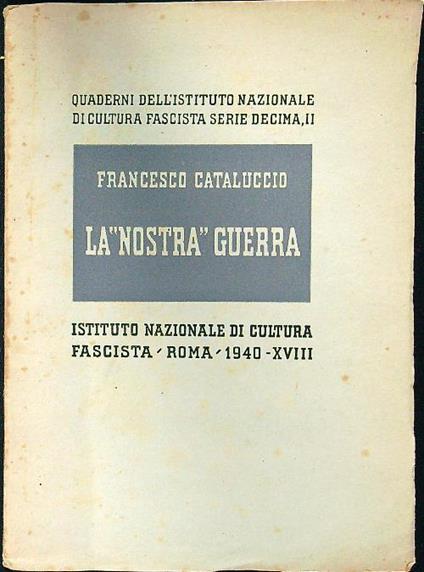 QUADERNI DELL'ISTITUTO NAZIONALE
DI CULTURA FASCISTA SERIE DECIMA, II
FRANCESCO CATALUCCIO
LA "NOSTRA" GUERRA
ISTITUTO NAZIONALE DI CULTURA
FASCISTA - ROMA - 1940 - XVIII